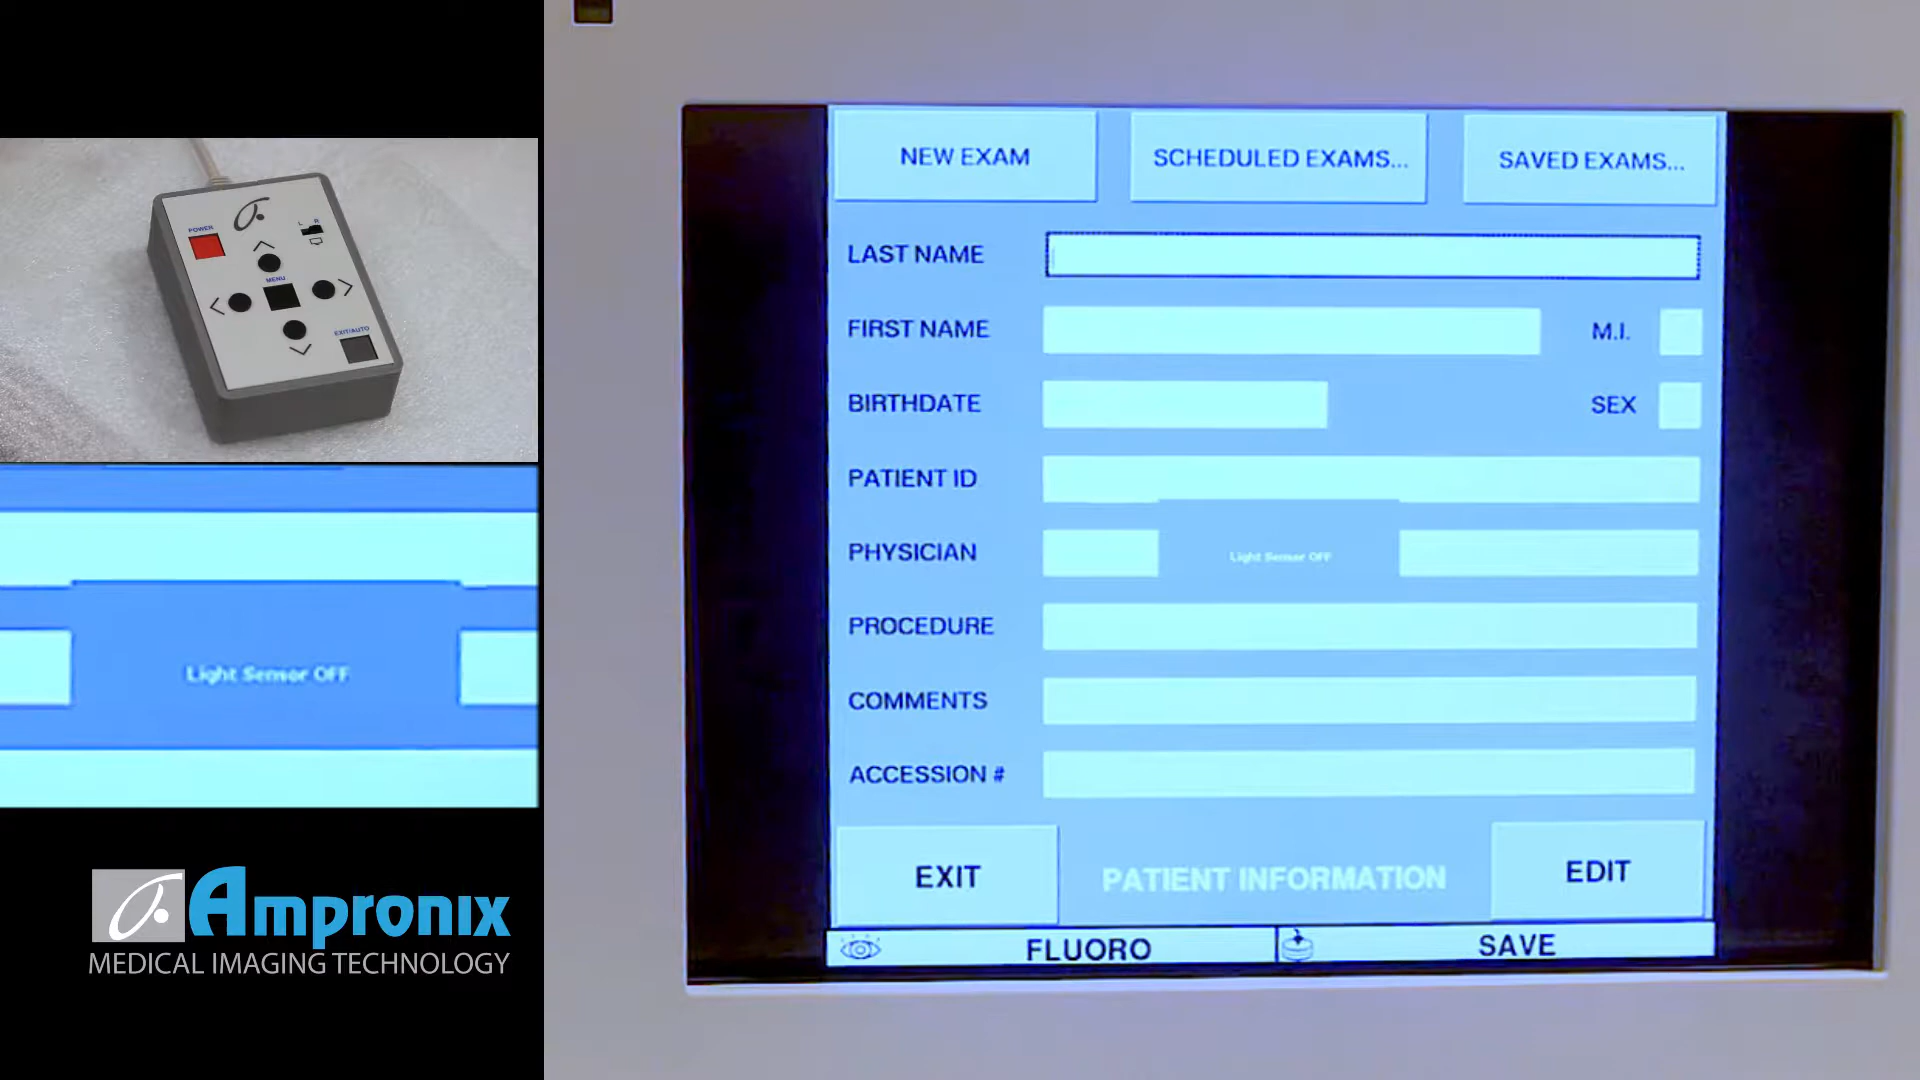 POWER
L R
MENU
EXIT/AUTO
Light Sensor OFF
Ampronix
MEDICAL IMAGING TECHNOLOGY
NEW EXAM
SCHEDULED EXAMS...
SAVED EXAMS...
LAST NAME
FIRST NAME
M.I.
BIRTHDATE
SEX
PATIENT ID
PHYSICIAN
Light Sensor OFF
PROCEDURE
COMMENTS
ACCESSION #
EXIT
PATIENT INFORMATION
EDIT
FLUORO
SAVE